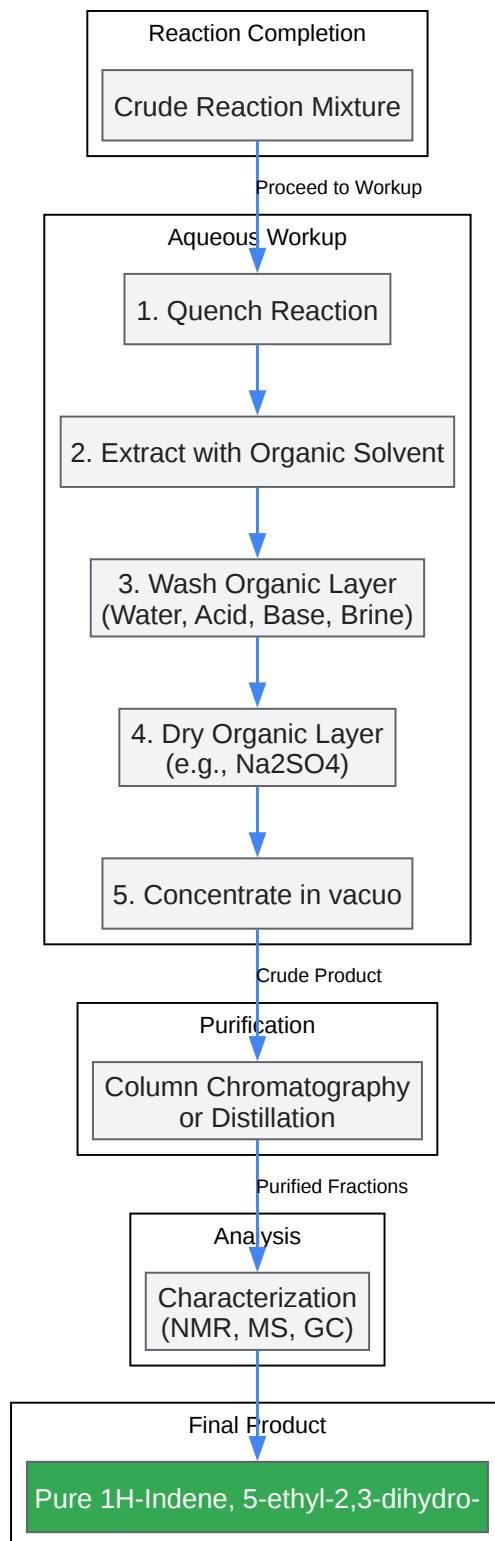 Reaction Completion
Crude Reaction Mixture
Proceed to Workup
Aqueous Workup
1. Quench Reaction
2. Extract with Organic Solvent
3. Wash Organic Layer
(Water, Acid, Base, Brine)
4. Dry Organic Layer
(e.g., Na2SO4)
5. Concentrate in vacuo
Crude Product
Purification
Column Chromatography
or Distillation
Purified Fractions
Analysis
Characterization
(NMR, MS, GC)
Final Product
Pure 1H-Indene, 5-ethyl-2,3-dihydro-